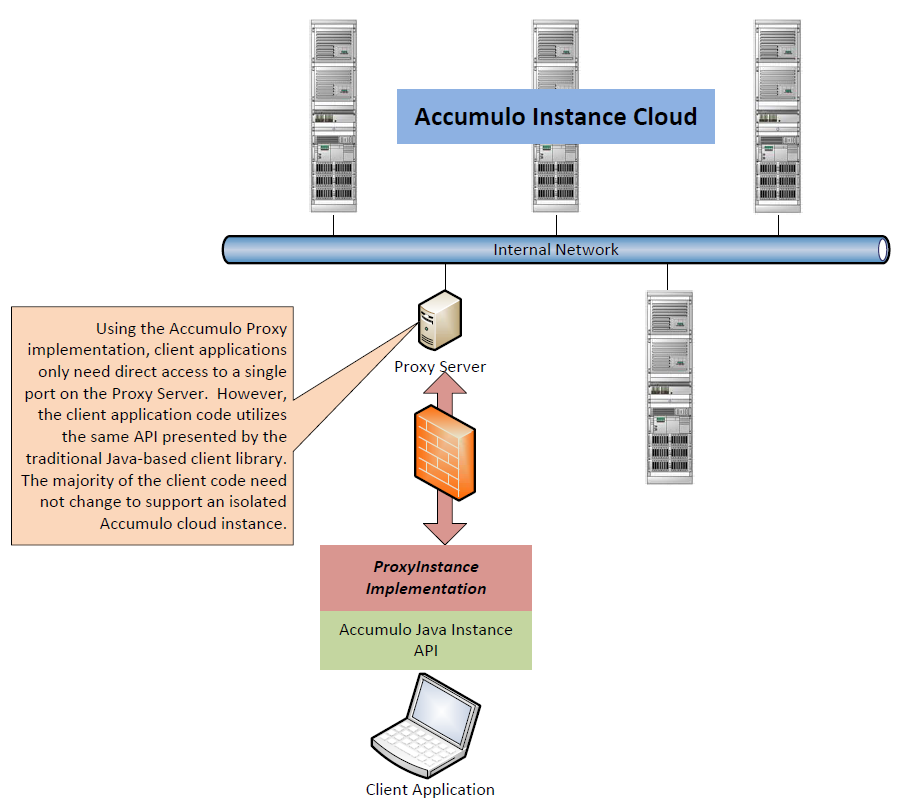 Accumulo Instance Cloud
Internal Network
Using the Accumulo Proxy
implementation, client applications
only need direct access to a single
port on the Proxy Server.  However,
the client application code utilizes
the same API presented by the
traditional Java-based client library.
The majority of the client code need
not change to support an isolated
Accumulo cloud instance.
Proxy Server
ProxyInstance
Implementation
Accumulo Java Instance
API
Client Application